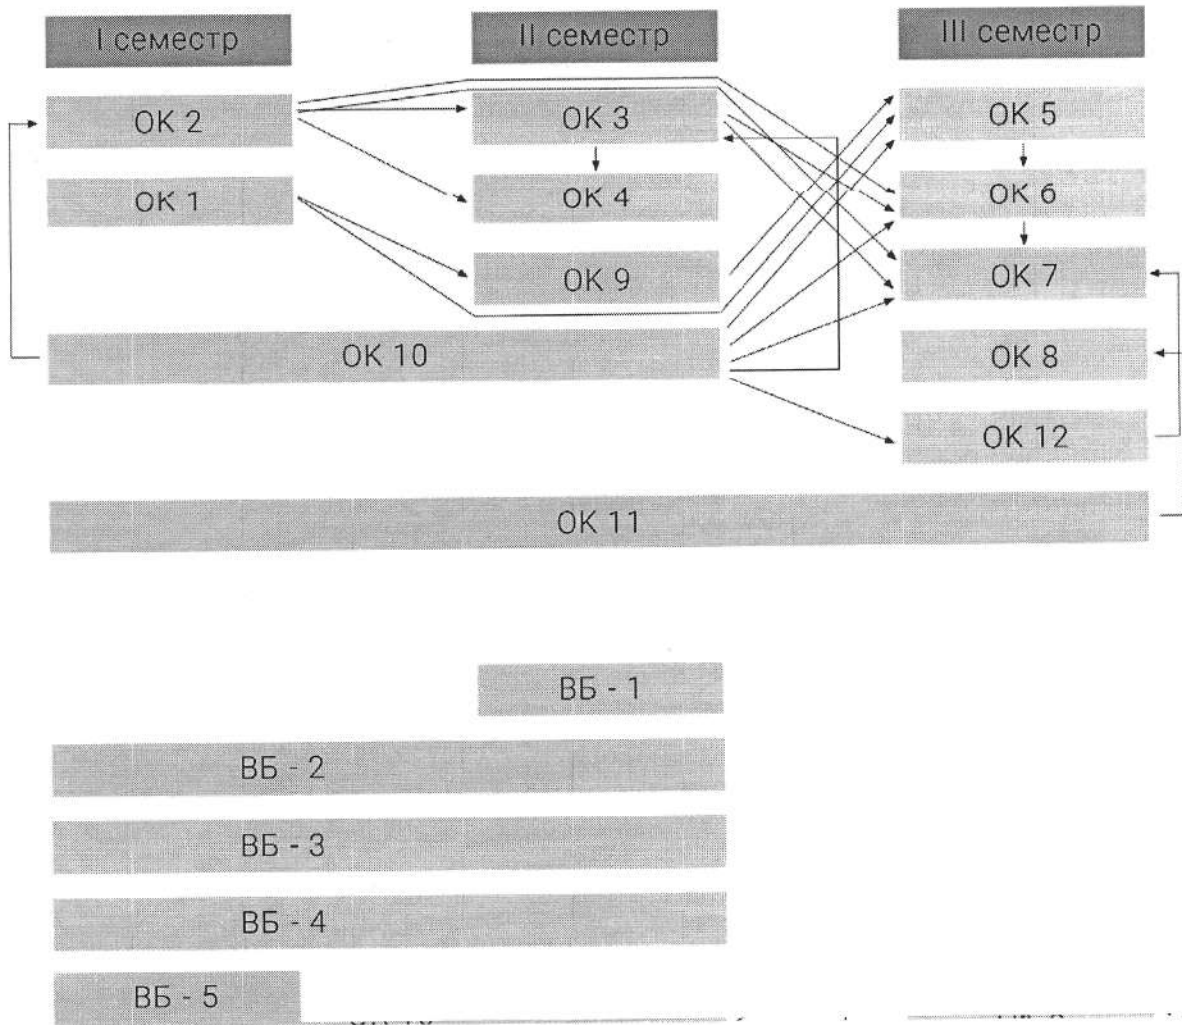 I семестр
II семестр
III семестр
ОК 2
ОК 3
ОК 5
ОК 1
ОК 4
ОК 6
ОК 9
ОК 7
ОК 10
ОК 8
ОК 12
ОК 11
ВБ - 1
ВБ - 2
ВБ - 3
ВБ - 4
ВБ - 5